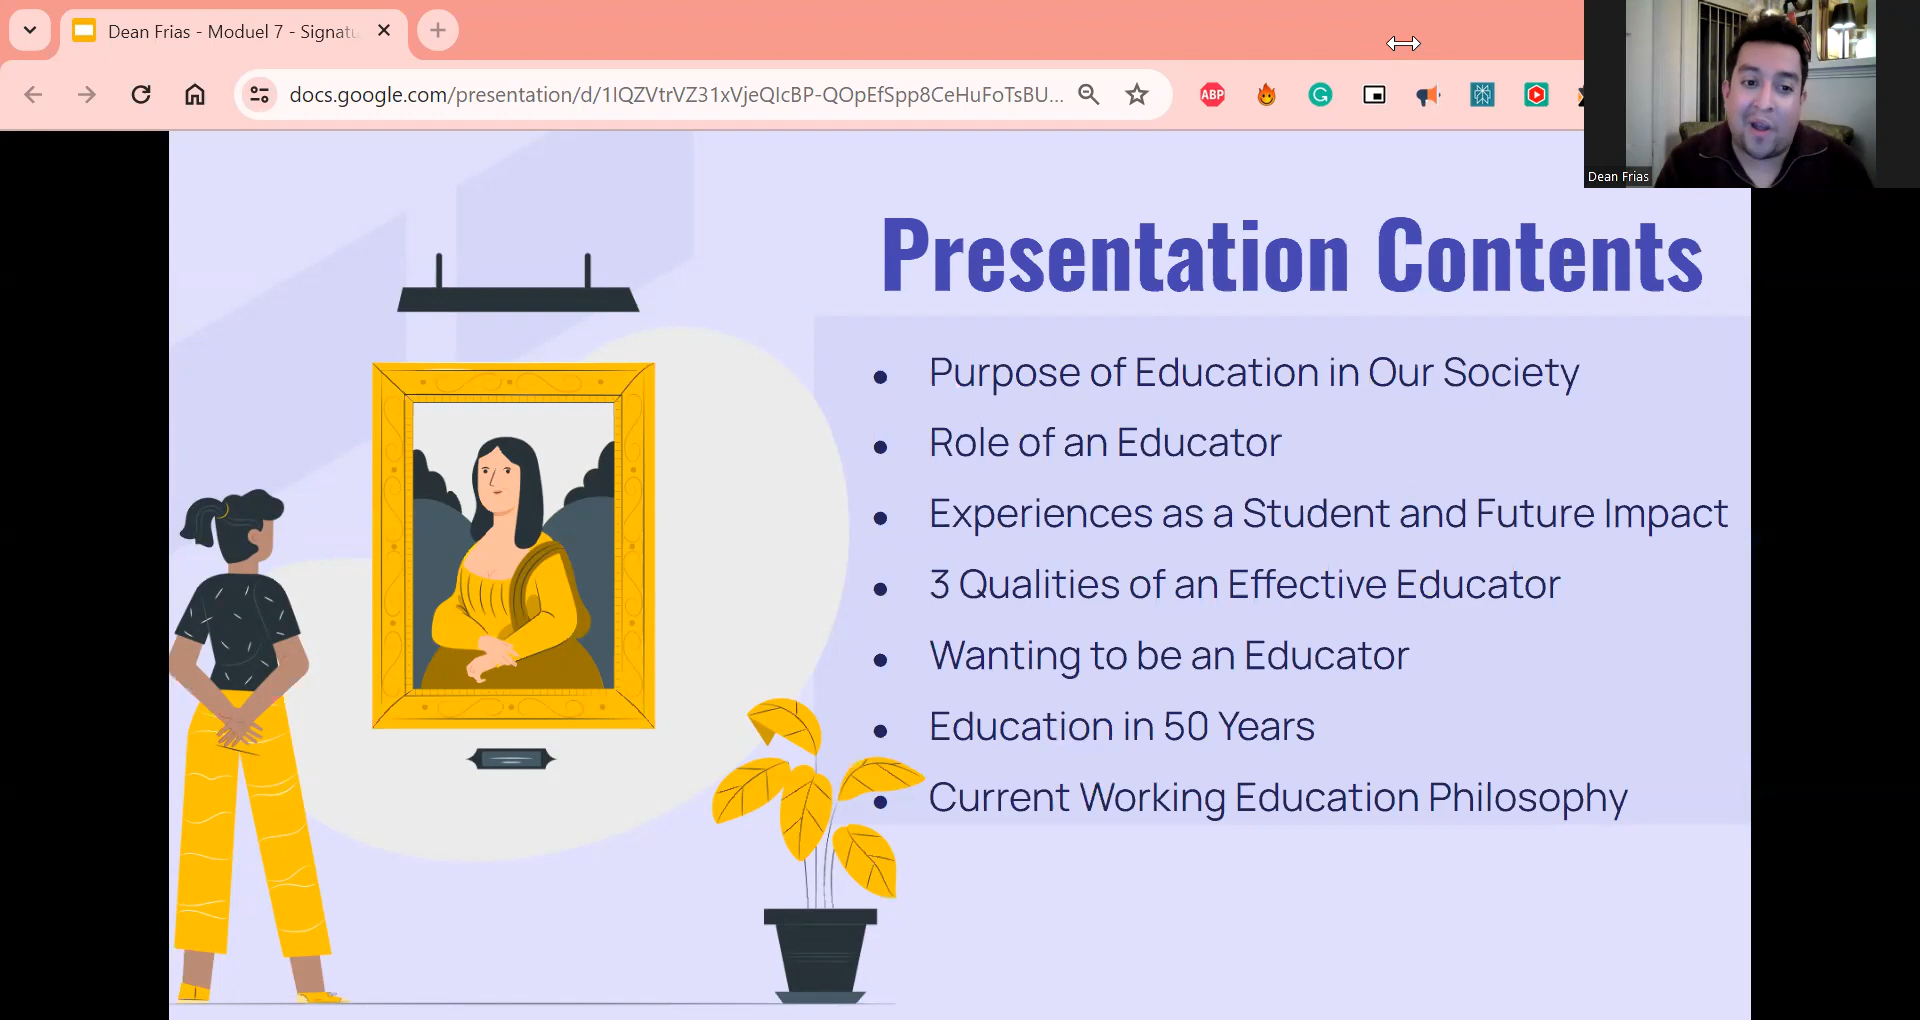 Dean Frias - Moduel 7 - Signatu
docs.google.com/presentation/d/1IQZVtrVZ31xVjeQIcBP-QOpEfSpp8CeHuFoTsBU...
ABP
Dean Frias
Presentation Contents
• Purpose of Education in Our Society
• Role of an Educator
• Experiences as a Student and Future Impact
• 3 Qualities of an Effective Educator
• Wanting to be an Educator
• Education in 50 Years
• Current Working Education Philosophy